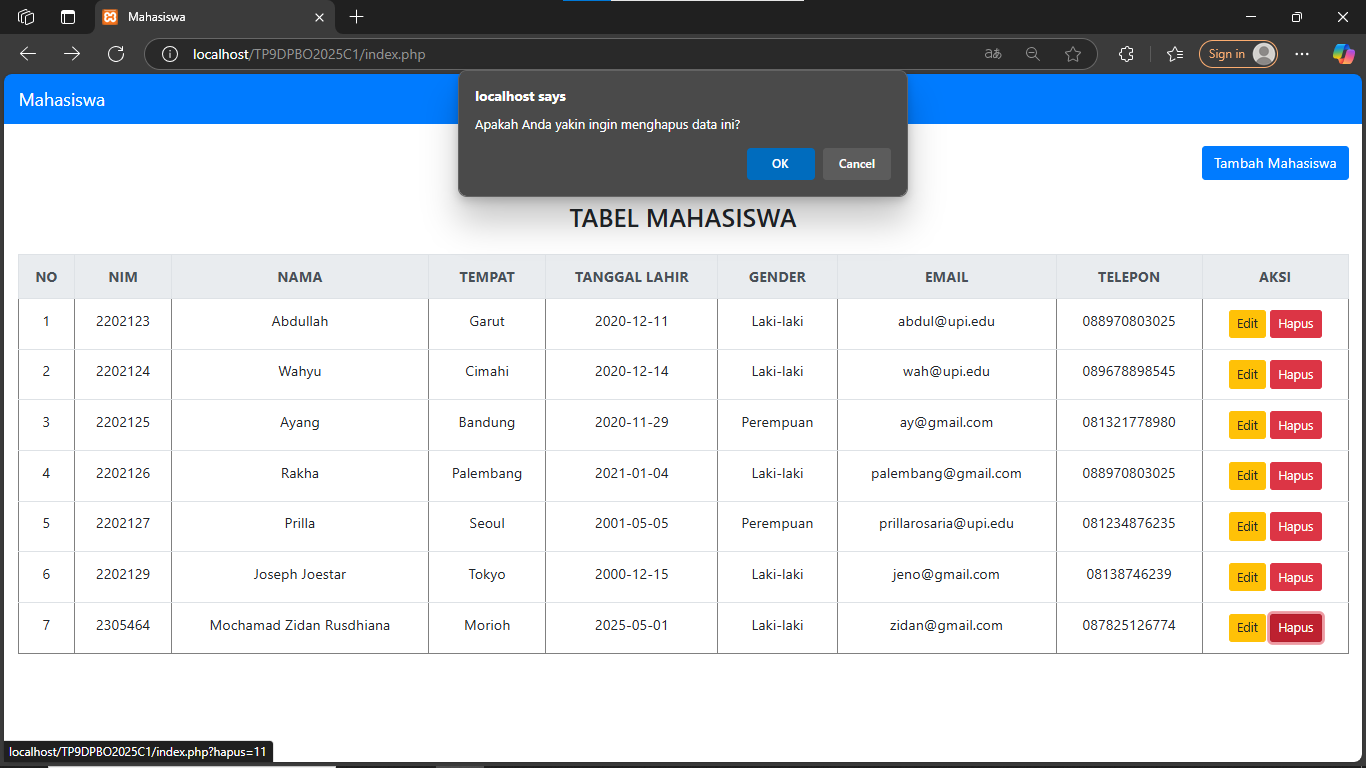 Mahasiswa
localhost/TP9DPBO2025C1/index.php
aあ
Sign in
Mahasiswa
localhost says
Apakah Anda yakin ingin menghapus data ini?
OK Cancel
Tambah Mahasiswa
TABEL MAHASISWA
NO NIM NAMA TEMPAT TANGGAL LAHIR GENDER EMAIL TELEPON AKSI
1 2202123 Abdullah Garut 2020-12-11 Laki-laki abdul@upi.edu 088970803025 Edit Hapus
2 2202124 Wahyu Cimahi 2020-12-14 Laki-laki wah@upi.edu 089678898545 Edit Hapus
3 2202125 Ayang Bandung 2020-11-29 Perempuan ay@gmail.com 081321778980 Edit Hapus
4 2202126 Rakha Palembang 2021-01-04 Laki-laki palembang@gmail.com 088970803025 Edit Hapus
5 2202127 Prilla Seoul 2001-05-05 Perempuan prillarosaria@upi.edu 081234876235 Edit Hapus
6 2202129 Joseph Joestar Tokyo 2000-12-15 Laki-laki jeno@gmail.com 08138746239 Edit Hapus
7 2305464 Mochamad Zidan Rusdhiana Morioh 2025-05-01 Laki-laki zidan@gmail.com 087825126774 Edit Hapus
localhost/TP9DPBO2025C1/index.php?hapus=11